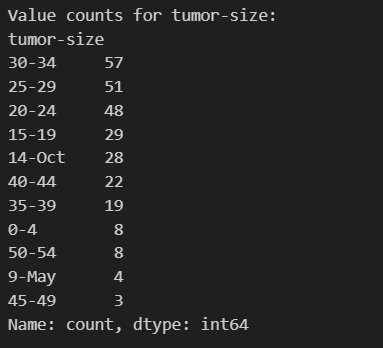 Value counts for tumor-size:
tumor-size
30-34 57
25-29 51
20-24 48
15-19 29
14-Oct 28
40-44 22
35-39 19
0-4 8
50-54 8
9-May 4
45-49 3
Name: count, dtype: int64